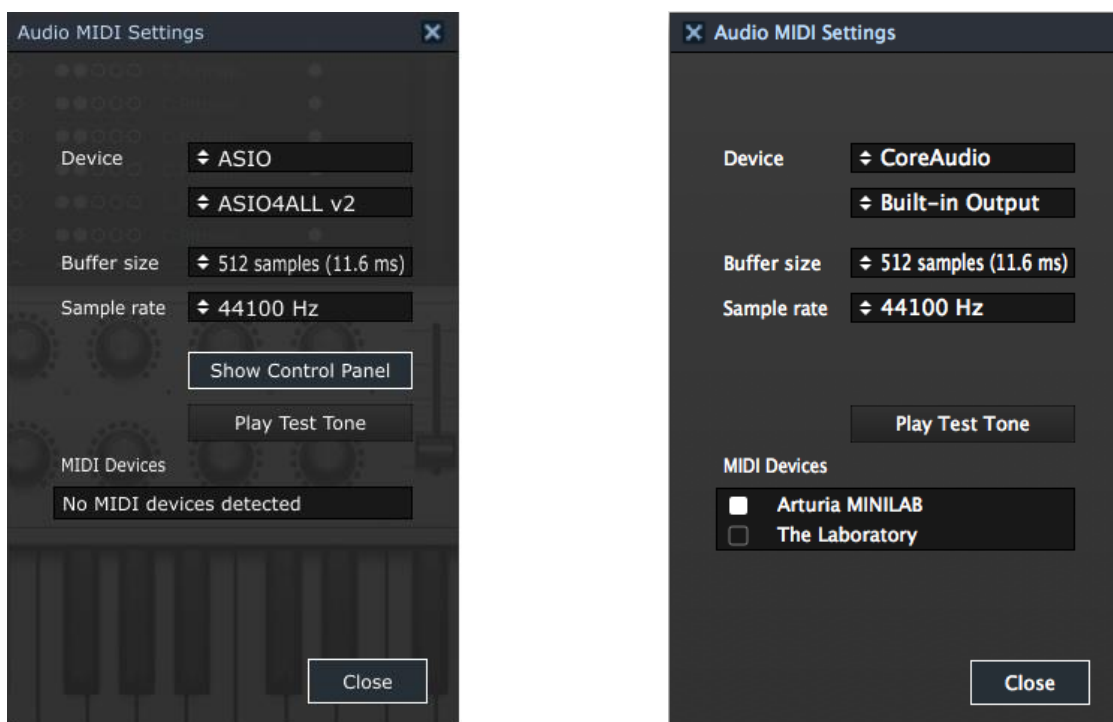 Audio MIDI Settings
Device
ASIO
ASIO4ALL v2
Buffer size
512 samples (11.6 ms)
Sample rate
44100 Hz
Show Control Panel
Play Test Tone
MIDI Devices
No MIDI devices detected
Close
Audio MIDI Settings
Device
CoreAudio
Built-in Output
Buffer size
512 samples (11.6 ms)
Sample rate
44100 Hz
Play Test Tone
MIDI Devices
Arturia MINILAB
The Laboratory
Close